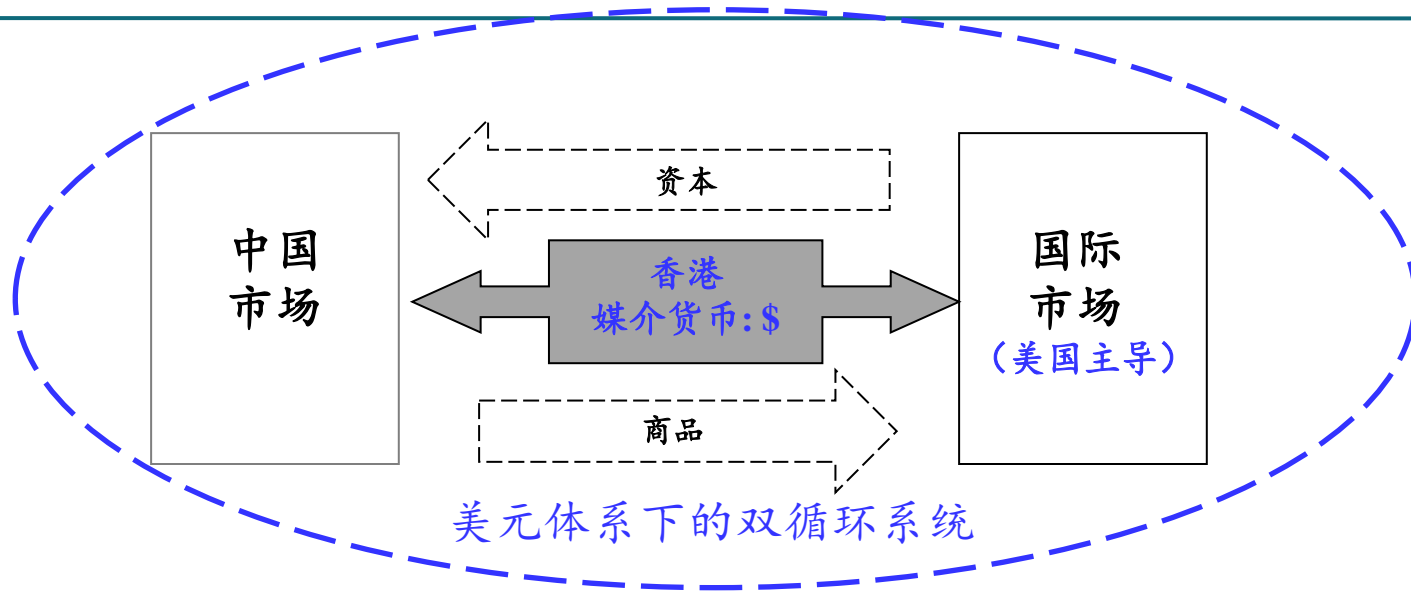 资本
中国
市场
香港
媒介货币:$
国际
市场
（美国主导）
商品
美元体系下的双循环系统